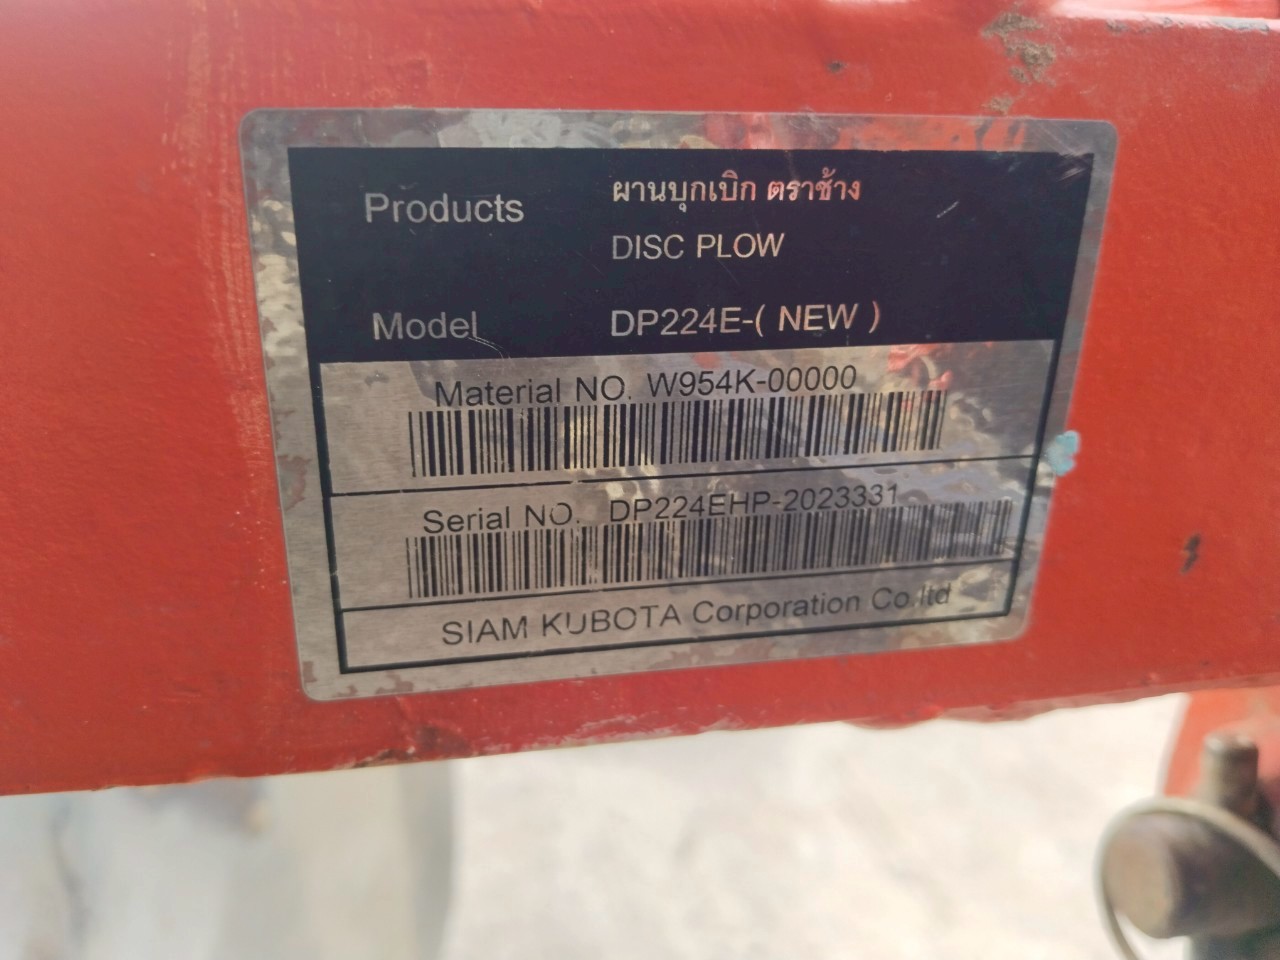 Products ผานบุกเบิก ตราช้าง
DISC PLOW
Model DP224E-( NEW )
Material NO. W954K-00000
Serial NO. DP224EHP-2023331
SIAM KUBOTA Corporation Co.ltd